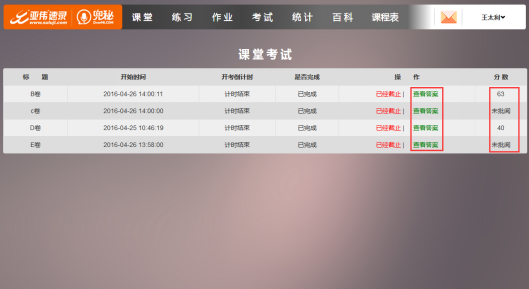 亚伟速录 兜秘 课堂 练习 作业 考试 统计 百科 课程表 王太利
课堂考试
标 题 开始时间 开考倒计时 是否完成 操 作 分数
B卷 2016-04-26 14:00:11 计时结束 已完成 已经截止 | 查看答案 63
c卷 2016-04-26 14:00:00 计时结束 已完成 已经截止 | 查看答案 未批阅
D卷 2016-04-25 10:46:19 计时结束 已完成 已经截止 | 查看答案 40
E卷 2016-04-26 13:58:00 计时结束 已完成 已经截止 | 查看答案 未批阅